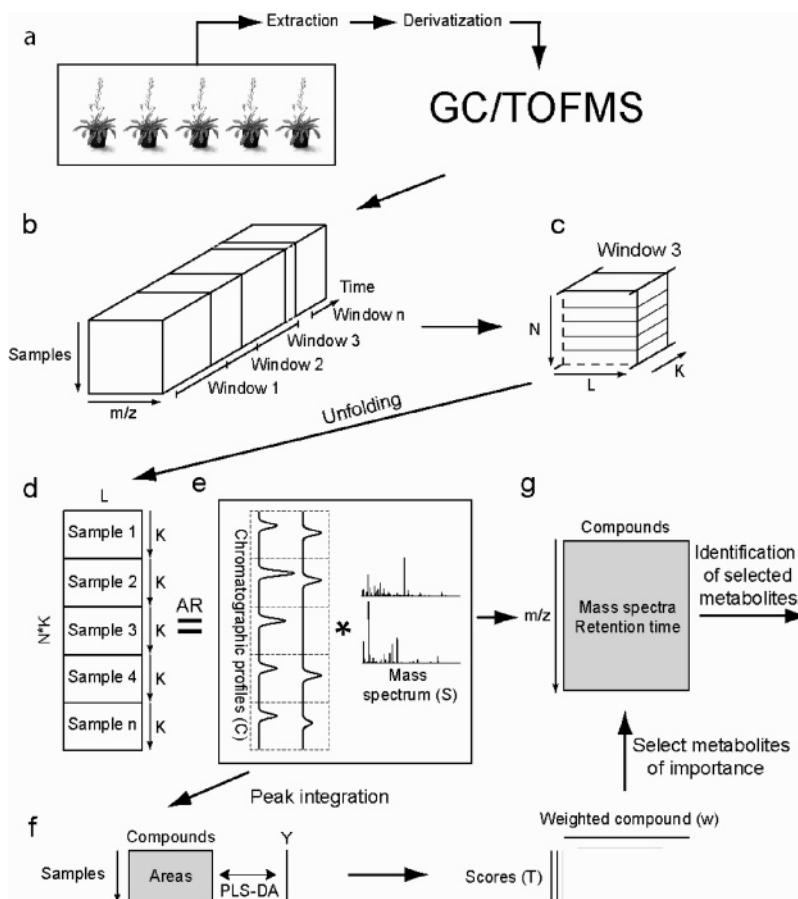 a
Extraction
Derivatization
GC/TOFMS
b
Samples
m/z
Time
Window n
Window 3
Window 2
Window 1
c
Window 3
N
L
K
Unfolding
d
L
N*K
Sample 1
K
Sample 2
K
Sample 3
K
Sample 4
K
Sample n
K
AR
=
e
Chromatographic profiles (C)
*
Mass
spectrum (S)
g
Compounds
m/z
Mass spectra
Retention time
Identification
of selected
metabolites
Select metabolites
of importance
Peak integration
f
Compounds
Samples
Areas
PLS-DA
Y
Scores (T)
Weighted compound (w)